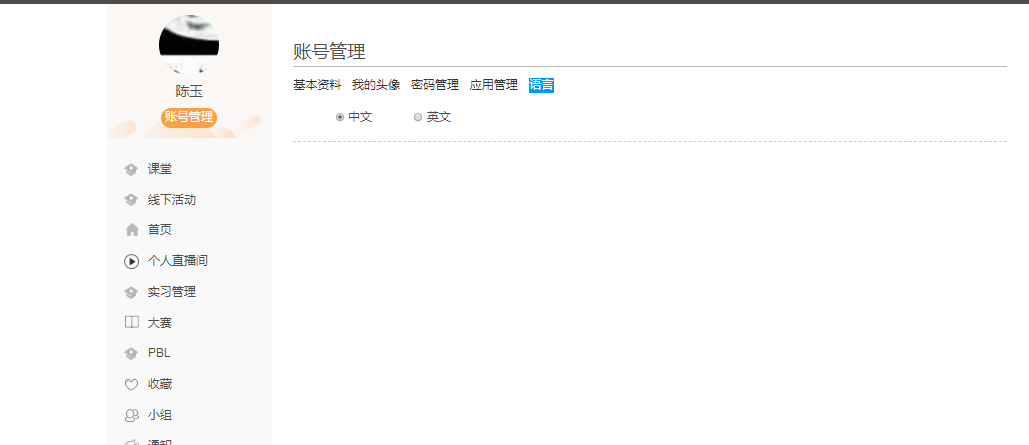 陈玉
账号管理
课堂
线下活动
首页
个人直播间
实习管理
大赛
PBL
收藏
小组
通知
账号管理
基本资料 我的头像 密码管理 应用管理 语言
中文 英文